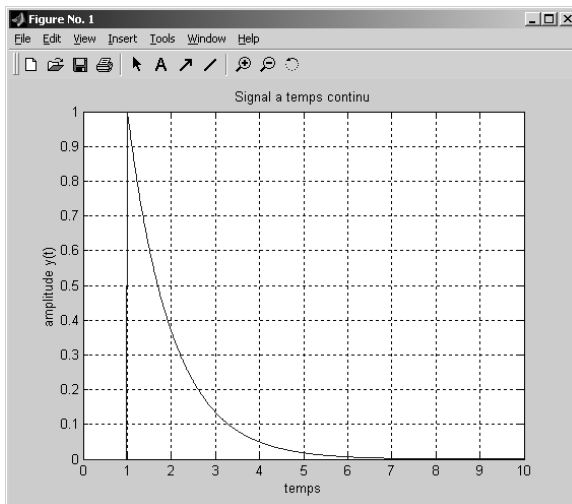 Figure No. 1
File Edit View Insert Tools Window Help
A
Signal a temps continu
1
0.9
0.8
0.7
0.6
0.5
0.4
0.3
0.2
0.1
0
amplitude y(t)
0 1 2 3 4 5 6 7 8 9 10
temps